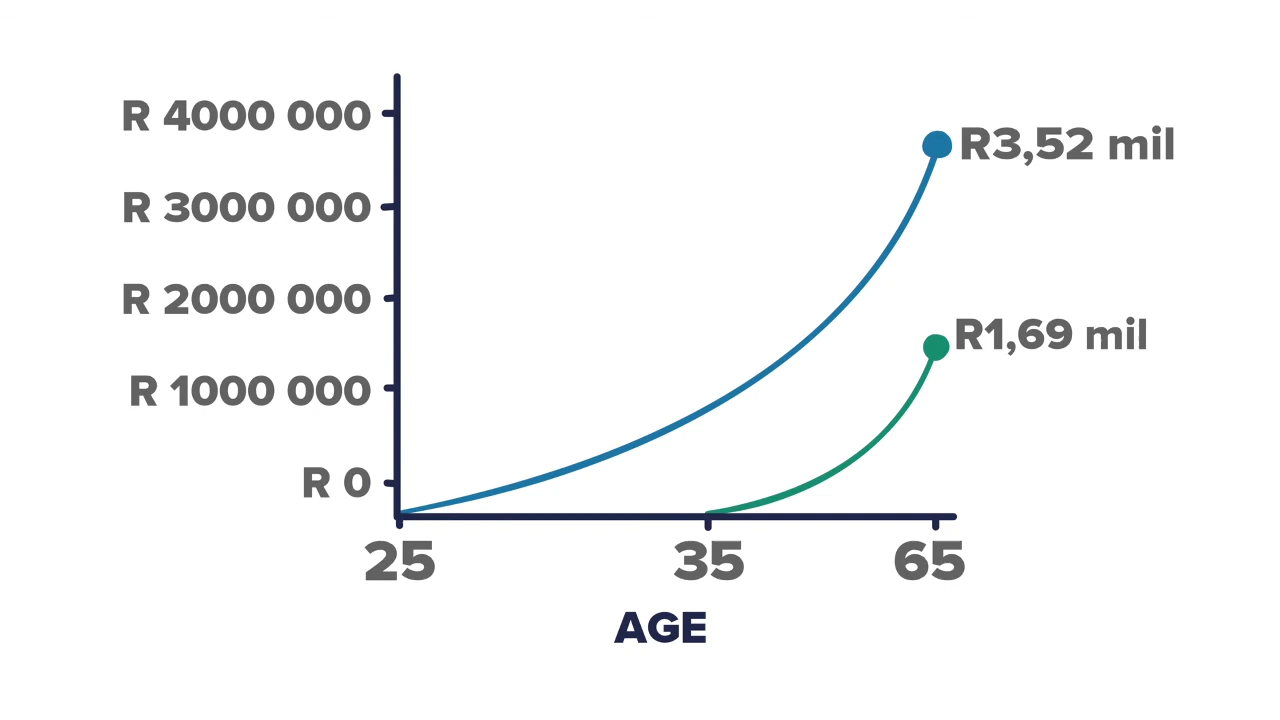 R 4000 000
R3,52 mil
R 3000 000
R 2000 000
R1,69 mil
R 1000 000
R 0
25 35 65
AGE